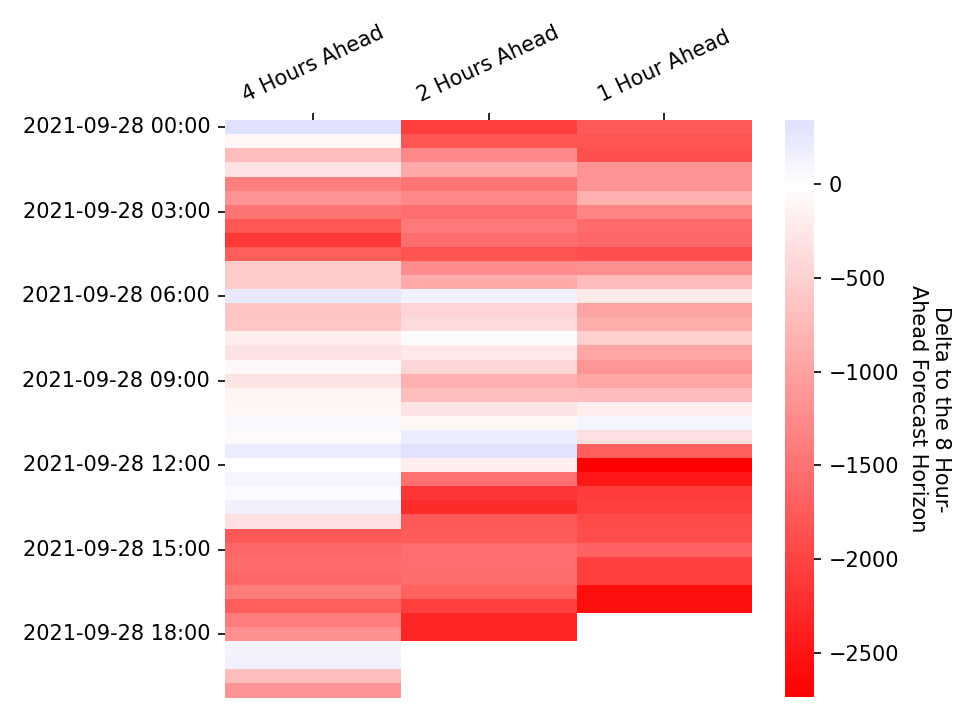 4 Hours Ahead
2 Hours Ahead
1 Hour Ahead
2021-09-28 00:00
2021-09-28 03:00
2021-09-28 06:00
2021-09-28 09:00
2021-09-28 12:00
2021-09-28 15:00
2021-09-28 18:00
0
−500
−1000
−1500
−2000
−2500
Delta to the 8 Hour-
Ahead Forecast Horizon